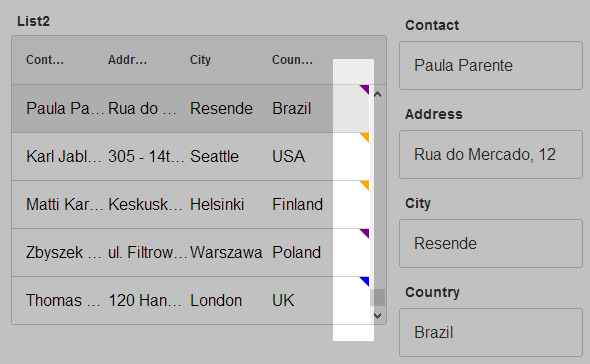 List2
Cont... Addr... City Coun...
Paula Pa... Rua do ... Resende Brazil
Karl Jabl... 305 - 14t... Seattle USA
Matti Kar... Keskusk... Helsinki Finland
Zbyszek ... ul. Filtrow... Warszawa Poland
Thomas ... 120 Han... London UK
Contact
Paula Parente
Address
Rua do Mercado, 12
City
Resende
Country
Brazil